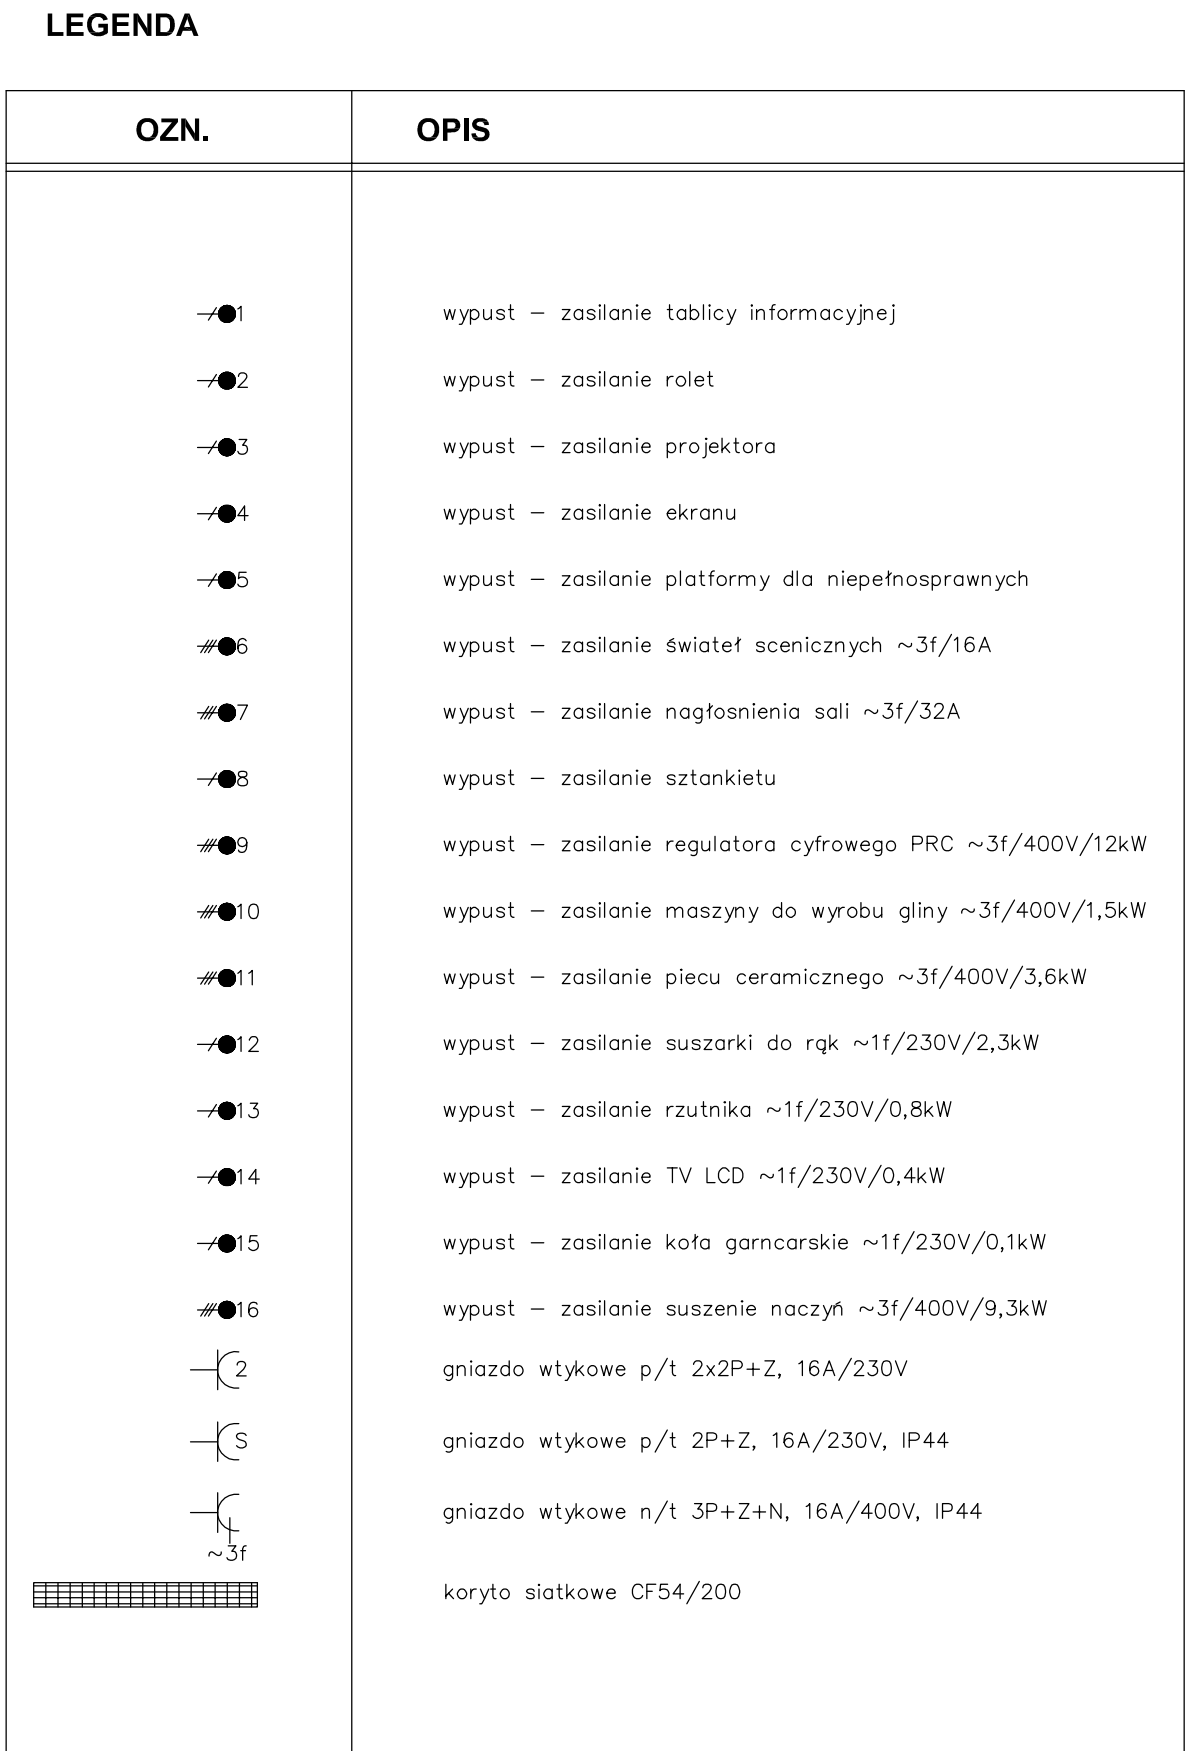 LEGENDA
OZN. OPIS
1 wypust – zasilanie tablicy informacyjnej
2 wypust – zasilanie rolet
3 wypust – zasilanie projektora
4 wypust – zasilanie ekranu
5 wypust – zasilanie platformy dla niepełnosprawnych
6 wypust – zasilanie świateł scenicznych ~3f/16A
7 wypust – zasilanie nagłosnienia sali ~3f/32A
8 wypust – zasilanie sztankietu
9 wypust – zasilanie regulatora cyfrowego PRC ~3f/400V/12kW
10 wypust – zasilanie maszyny do wyrobu gliny ~3f/400V/1,5kW
11 wypust – zasilanie piecu ceramicznego ~3f/400V/3,6kW
12 wypust – zasilanie suszarki do rąk ~1f/230V/2,3kW
13 wypust – zasilanie rzutnika ~1f/230V/0,8kW
14 wypust – zasilanie TV LCD ~1f/230V/0,4kW
15 wypust – zasilanie koła garncarskie ~1f/230V/0,1kW
16 wypust – zasilanie suszenie naczyń ~3f/400V/9,3kW
2 gniazdo wtykowe p/t 2x2P+Z, 16A/230V
S gniazdo wtykowe p/t 2P+Z, 16A/230V, IP44
gniazdo wtykowe n/t 3P+Z+N, 16A/400V, IP44
~3f
koryto siatkowe CF54/200